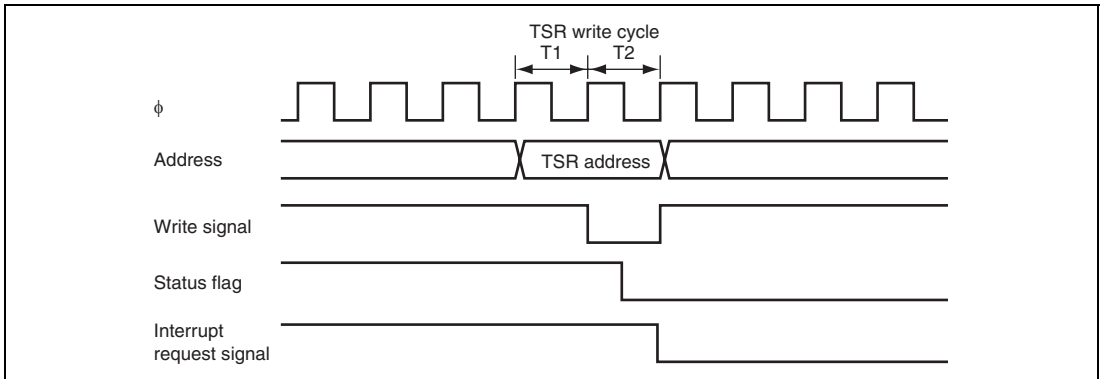 TSR write cycle
T1 T2
ϕ
Address
TSR address
Write signal
Status flag
Interrupt
request signal